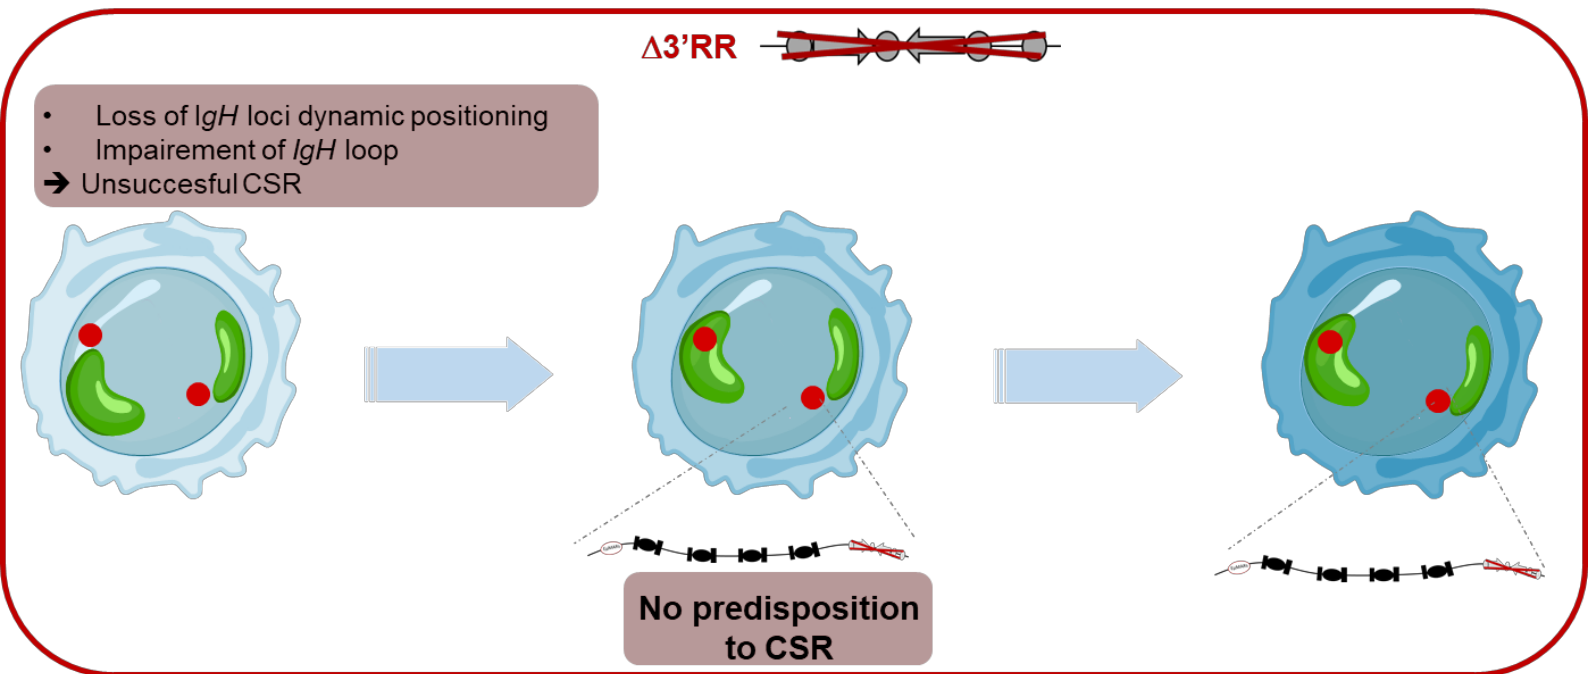 Δ3’RR
• Loss of IgH loci dynamic positioning
• Impairement of IgH loop
➔ Unsuccesful CSR
No predisposition
to CSR